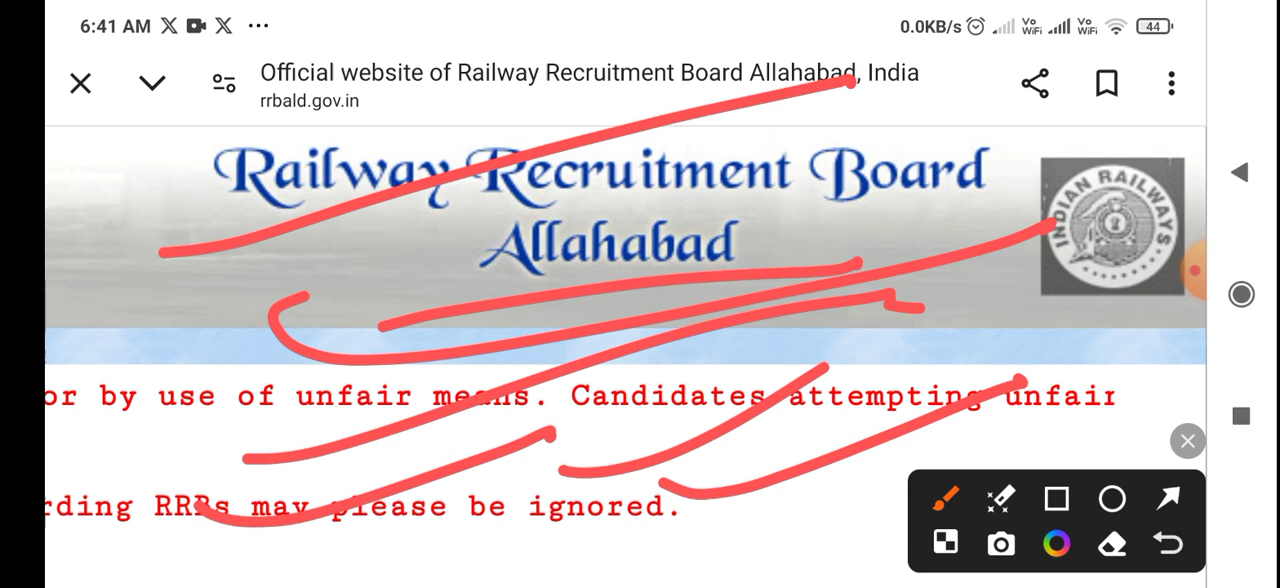 6:41 AM X X ...
0.0KB/s Vo WiFi Vo WiFi 44
Official website of Railway Recruitment Board Allahabad, India
rrbald.gov.in
Railway Recruitment Board
Allahabad
INDIAN RAILWAYS
or by use of unfair means. Candidates attempting unfair
rding RRBs may please be ignored.